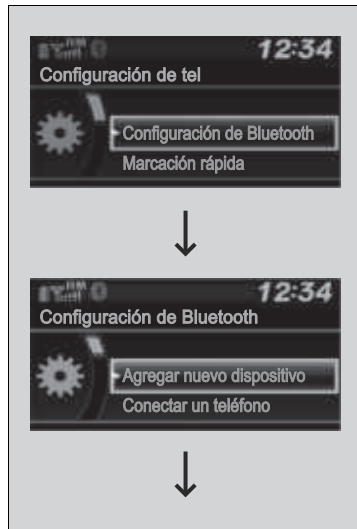 12:34
Configuración de tel
Configuración de Bluetooth
Marcación rápida
12:34
Configuración de Bluetooth
Agregar nuevo dispositivo
Conectar un teléfono